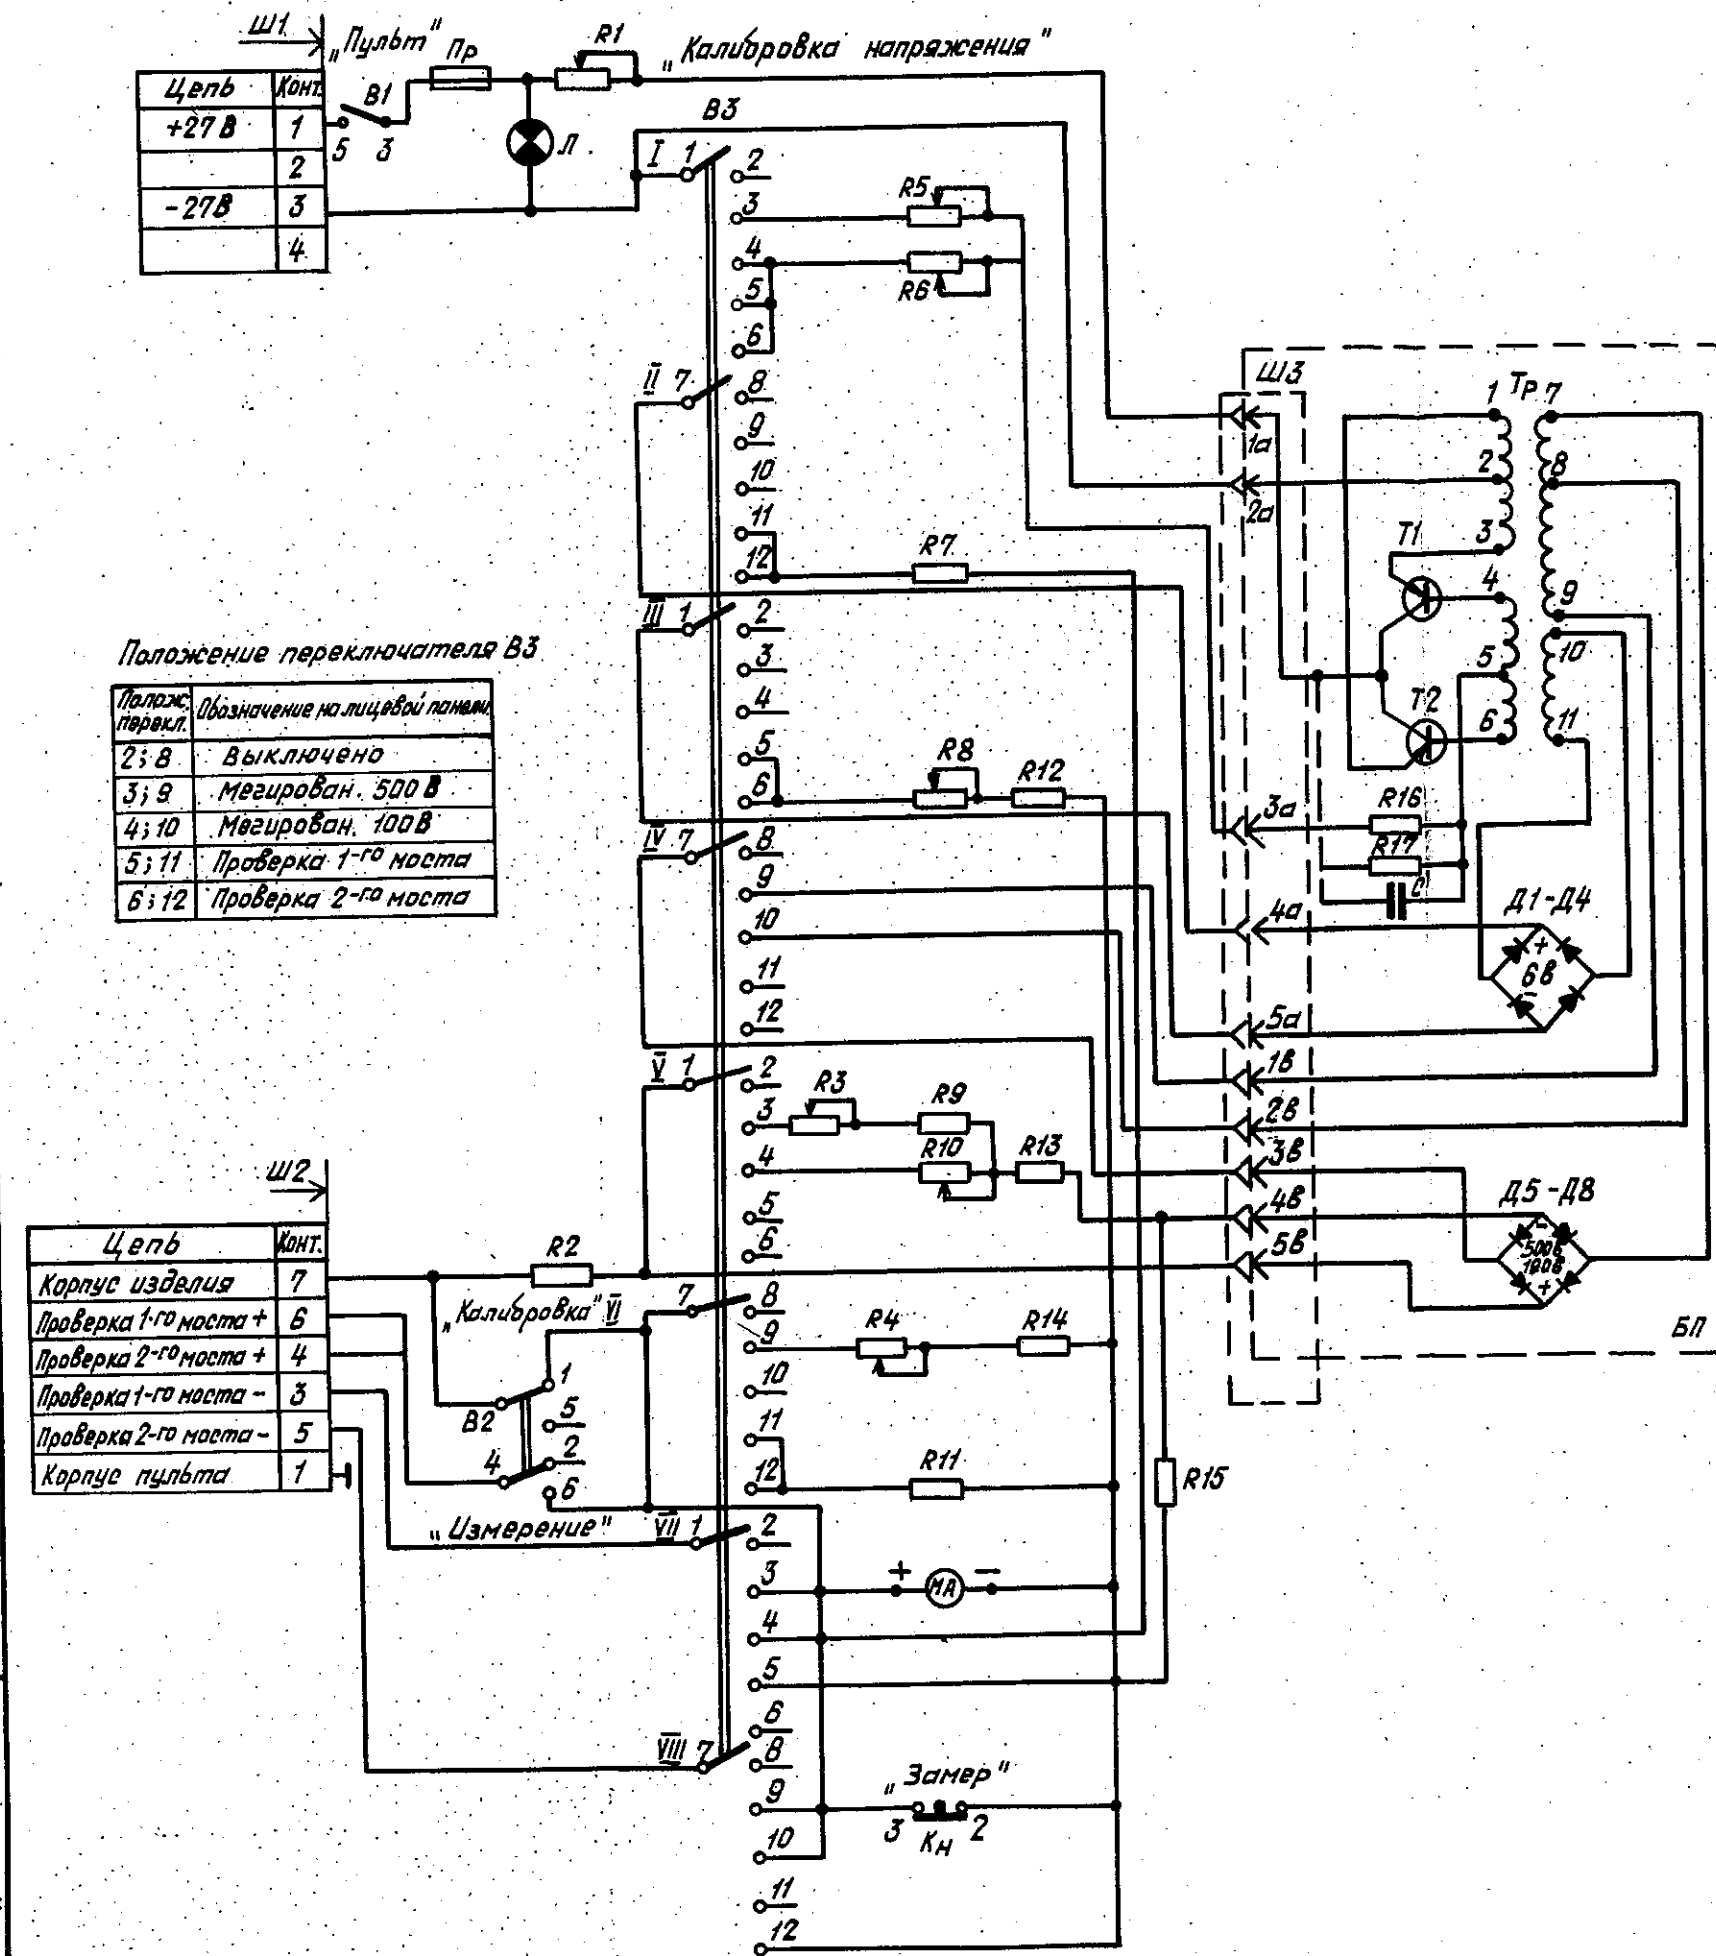 Ш1
„Пульт"
Пр
R1
„Калибровка напряжения"
Цепь Конт.
+27В 1
2
-27В 3
4
В1
5 3
Л
В3
I 1 2
3
4
5
6
R5
R6
II 7 8
9
10
11
12
R7
III 1 2
3
4
5
6
R8 R12
IV 7 8
9
10
11
12
V 1 2
3
4
5
6
R3 R9
R10 R13
Положение переключателя В3
Полож. перекл. Обозначение на лицевой панели
2; 8 Выключено
3; 9 Мегирован. 500 В
4; 10 Мегирован. 100 В
5; 11 Проверка 1-го моста
6; 12 Проверка 2-го моста
Ш3
1а
2а
3а
4а
5а
1в
2в
3в
4в
5в
Тр
1 7
2 8
3
4 9
5 10
6 11
Т1
Т2
R16
R17
С
Д1-Д4
+
6В
-
Д5-Д8
-
500в
100в
+
БП
Ш2
Цепь Конт.
Корпус изделия 7
Проверка 1-го моста + 6
Проверка 2-го моста + 4
Проверка 1-го моста - 3
Проверка 2-го моста - 5
Корпус пульта 1
R2
„Калибровка"
В2
1
5
4 2
6
„Измерение"
VI 7 8
9
10
11
12
R4 R14
R11
R15
VII 1 2
3
4
5
6
+ МА -
VIII 7 8
9
10
11
12
„Замер"
3 Кн 2